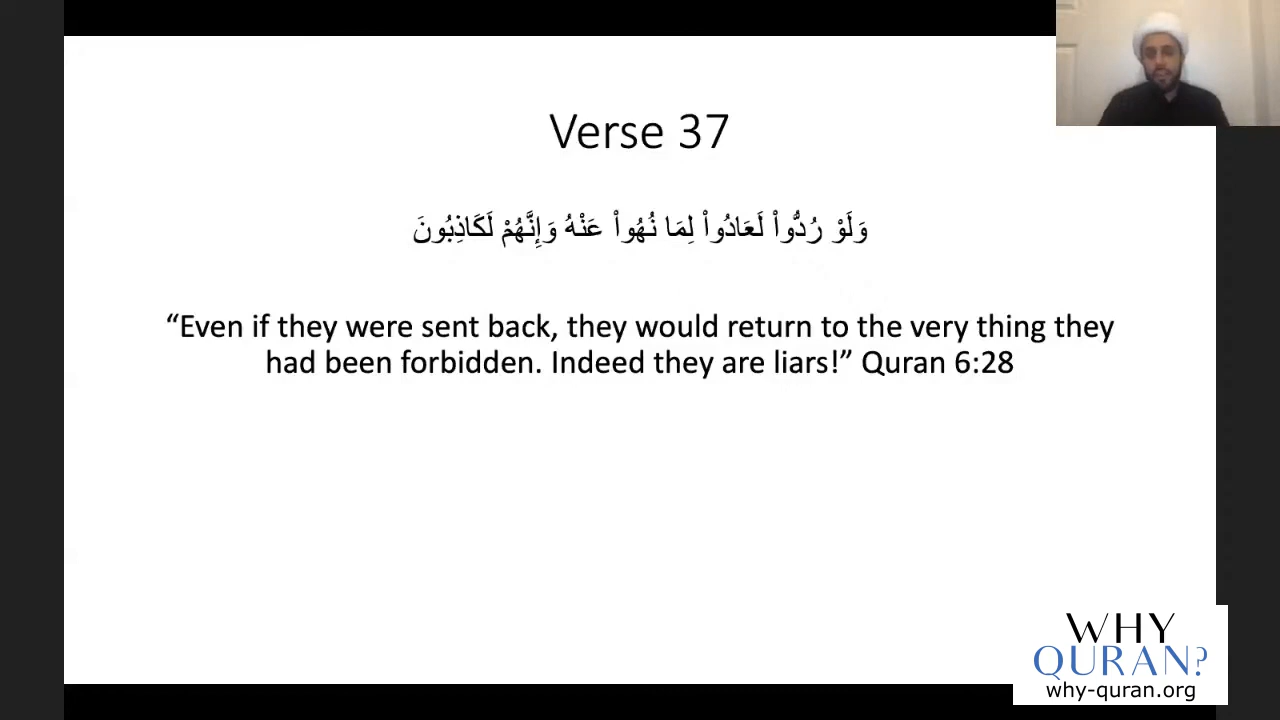 Verse 37
وَلَوْ رُدُّواْ لَعَادُواْ لِمَا نُهُواْ عَنْهُ وَإِنَّهُمْ لَكَاذِبُونَ
“Even if they were sent back, they would return to the very thing they
had been forbidden. Indeed they are liars!” Quran 6:28
WHY
QURAN?
why-quran.org